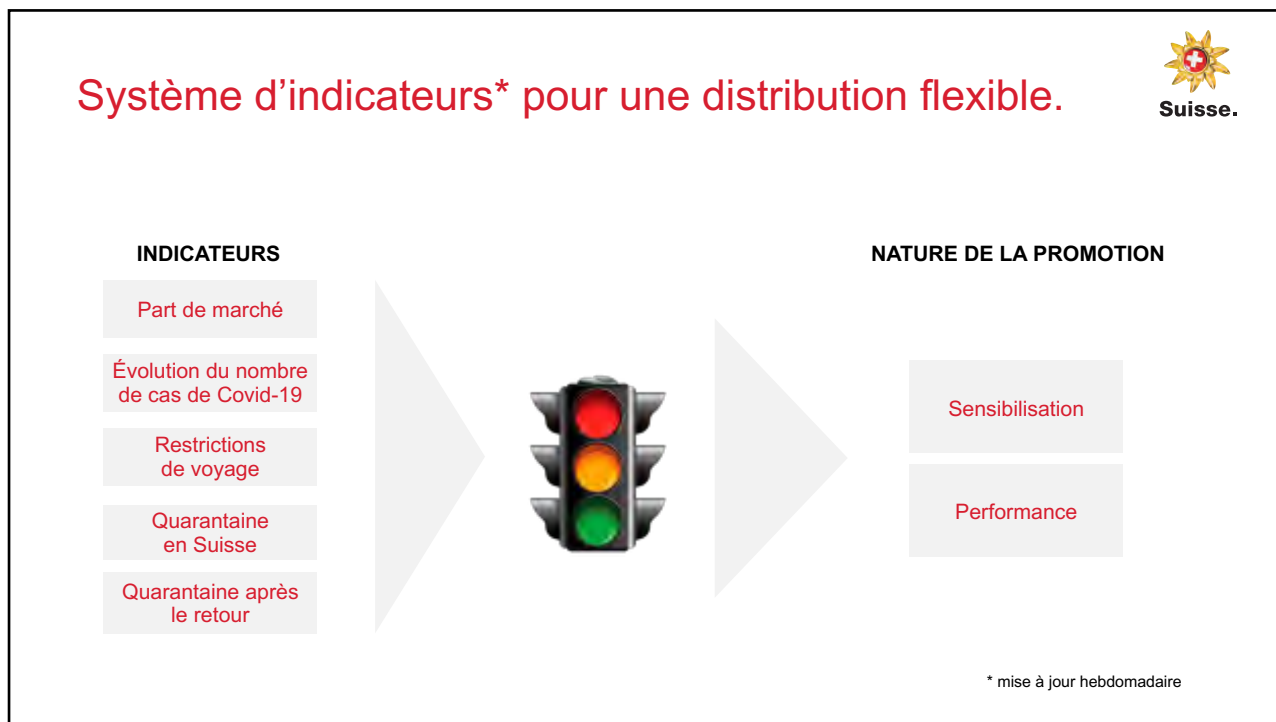 Système d’indicateurs* pour une distribution flexible.
Suisse.
INDICATEURS
Part de marché
Évolution du nombre
de cas de Covid-19
Restrictions
de voyage
Quarantaine
en Suisse
Quarantaine après
le retour
NATURE DE LA PROMOTION
Sensibilisation
Performance
* mise à jour hebdomadaire